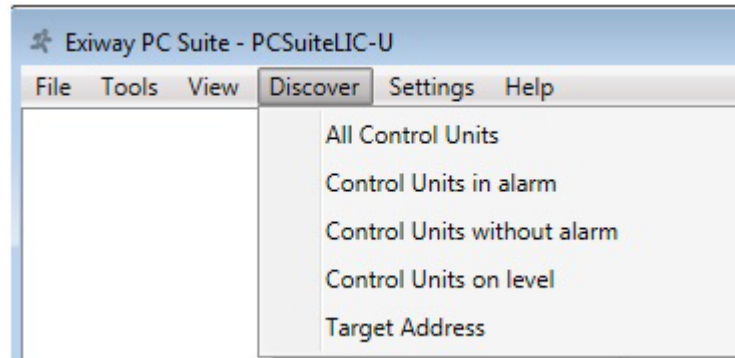 Exiway PC Suite - PCSuiteLIC-U
File Tools View Discover Settings Help
All Control Units
Control Units in alarm
Control Units without alarm
Control Units on level
Target Address